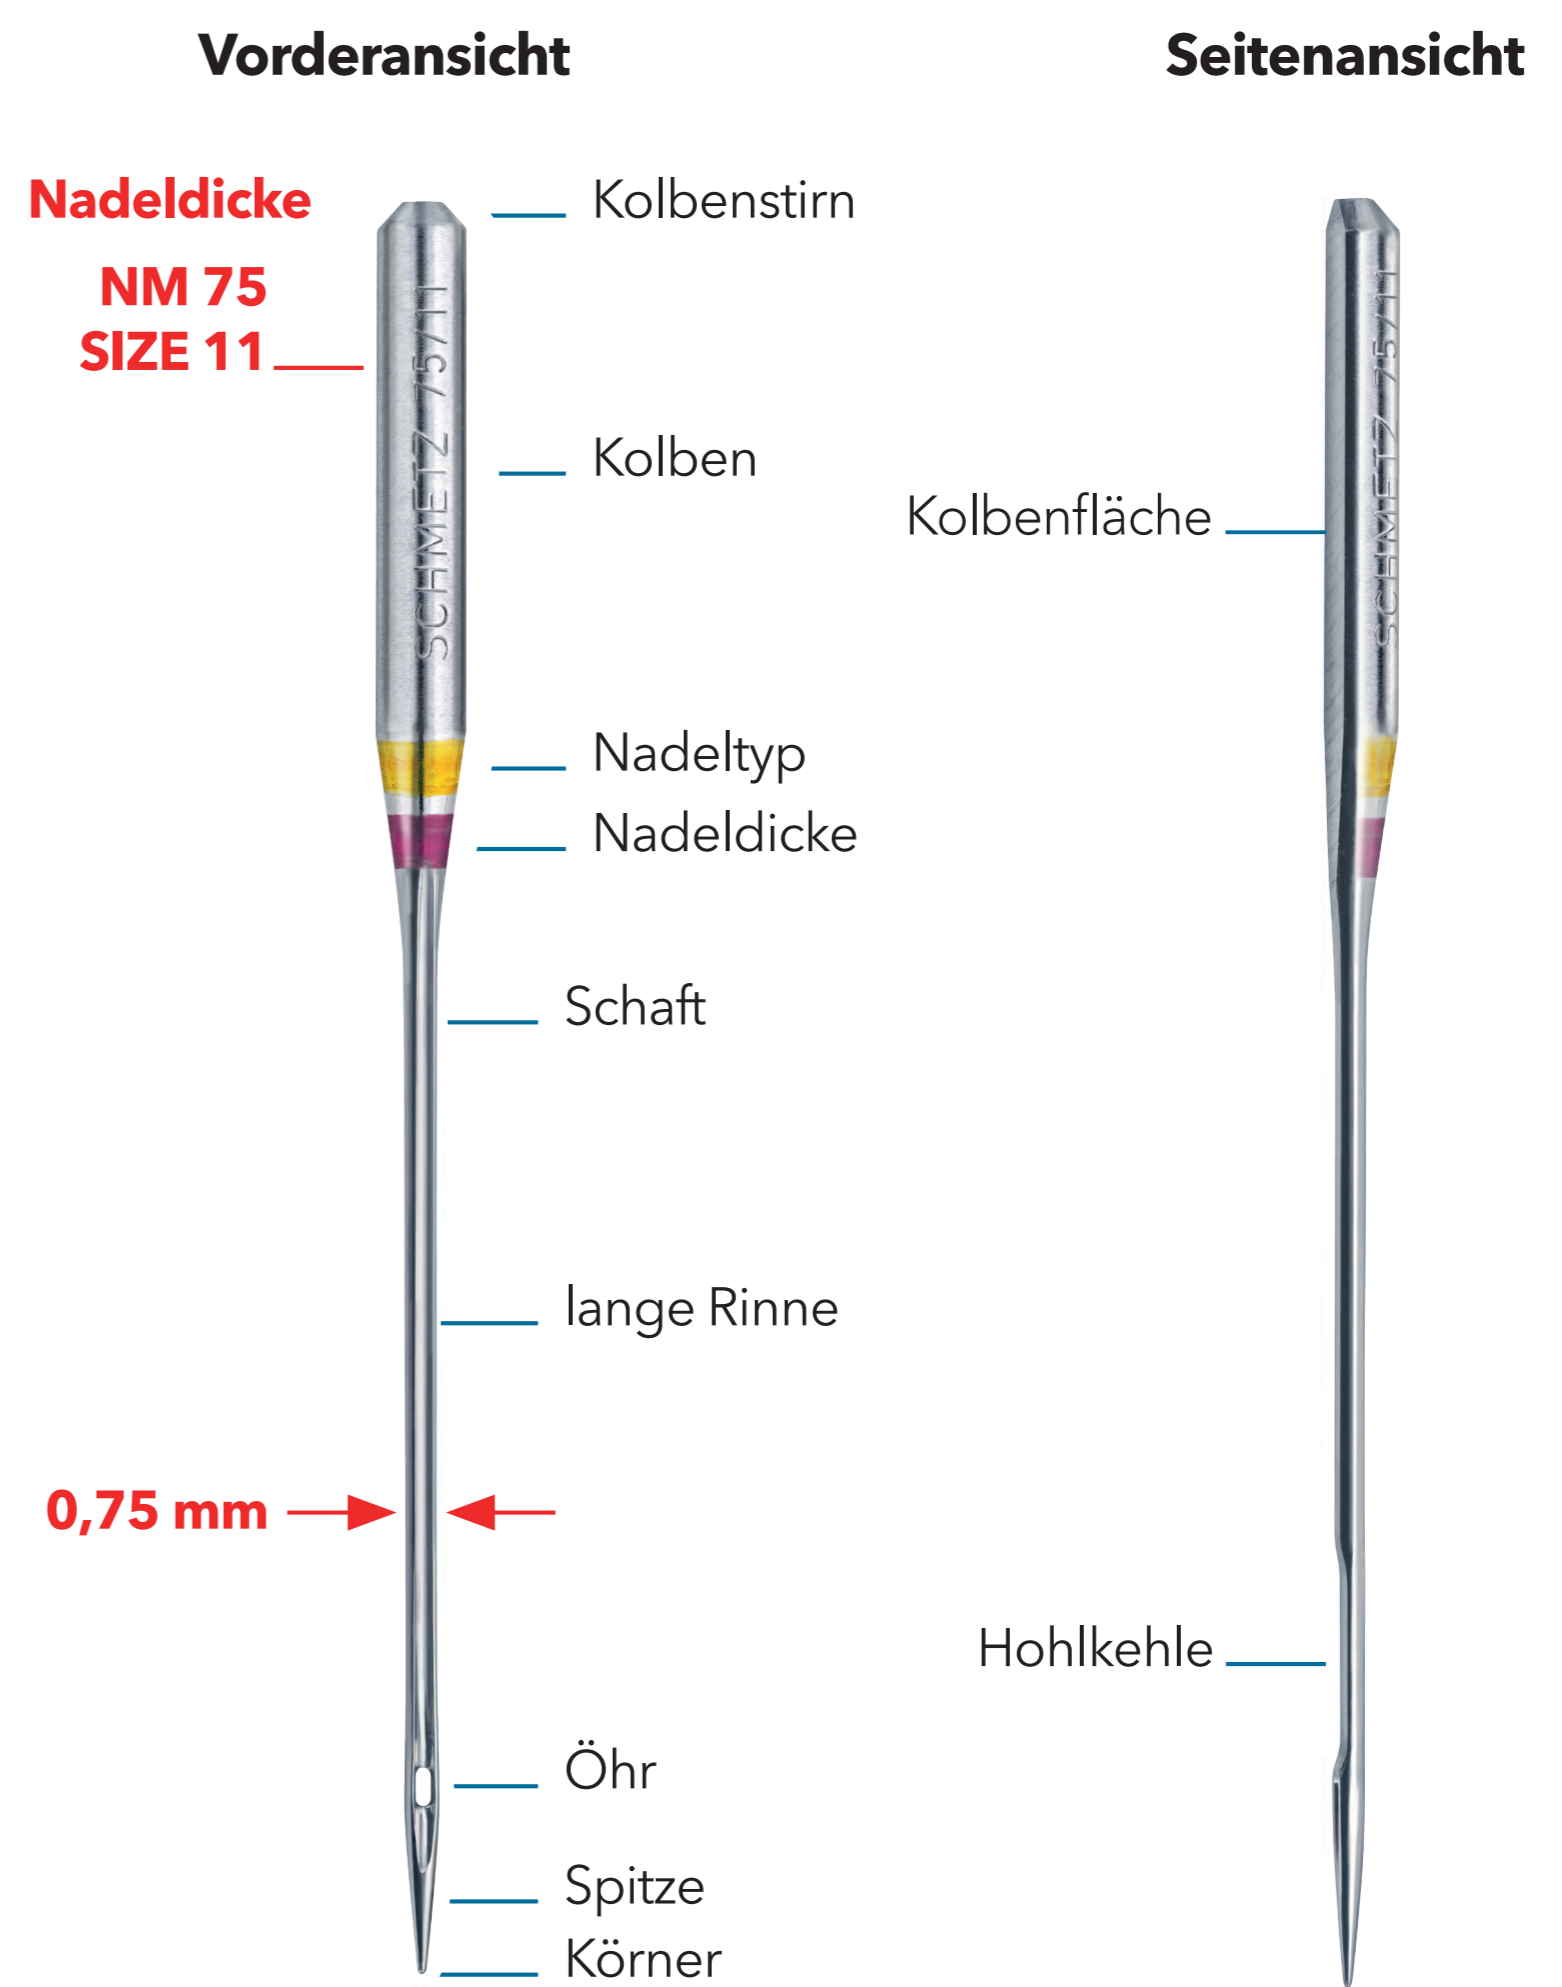 Vorderansicht
Seitenansicht
Nadeldicke
NM 75
SIZE 11
Kolbenstirn
Kolben
Nadeltyp
Nadeldicke
Schaft
lange Rinne
0,75 mm
Öhr
Spitze
Körner
SCHMETZ 75/11
Kolbenfläche
Hohlkehle
SCHMETZ 75/11